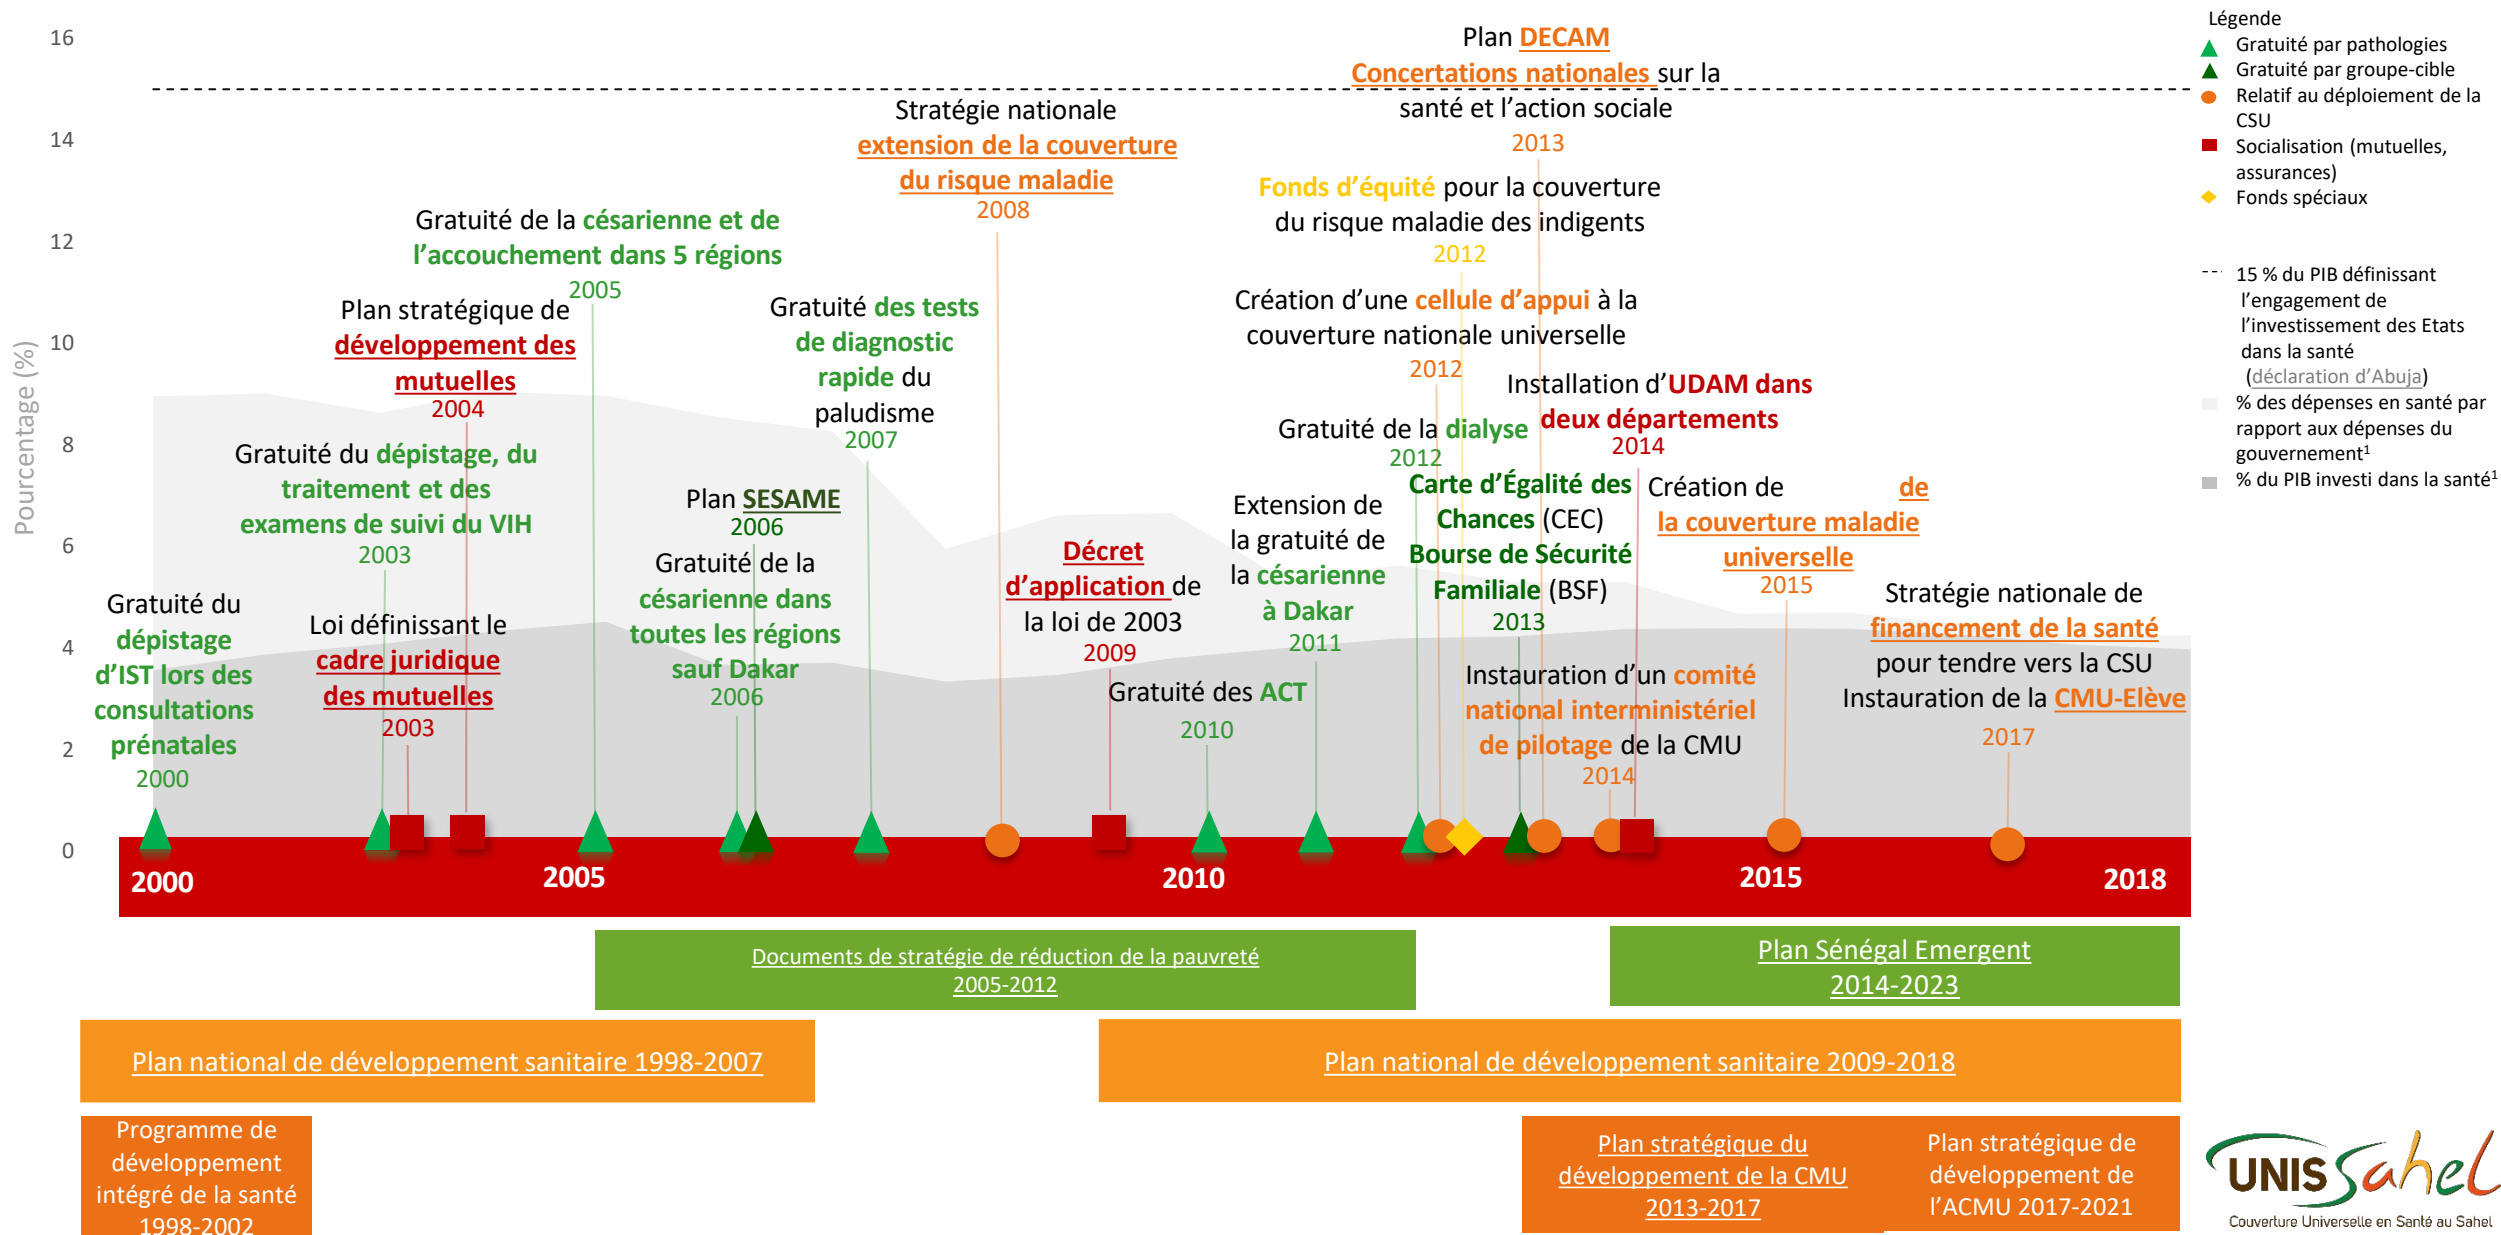 16
14
12
10
8
6
4
2
0
Pourcentage (%)
Gratuité du
dépistage
d'IST lors des
consultations
prénatales
2000
Gratuité du dépistage, du
traitement et des
examens de suivi du VIH
2003
Loi définissant le
cadre juridique
des mutuelles
2003
Plan stratégique de
développement des
mutuelles
2004
Gratuité de la césarienne et de
l'accouchement dans 5 régions
2005
Plan SESAME
2006
Gratuité de la
césarienne dans
toutes les régions
sauf Dakar
2006
Gratuité des tests
de diagnostic
rapide du
paludisme
2007
Stratégie nationale
extension de la couverture
du risque maladie
2008
Décret
d'application de
la loi de 2003
2009
Gratuité des ACT
2010
Extension de
la gratuité de
la césarienne
à Dakar
2011
Gratuité de la dialyse
2012
Création d'une cellule d'appui à la
couverture nationale universelle
2012
Fonds d'équité pour la couverture
du risque maladie des indigents
2012
Plan DECAM
Concertations nationales sur la
santé et l'action sociale
2013
Carte d'Égalité des
Chances (CEC)
Bourse de Sécurité
Familiale (BSF)
2013
Installation d'UDAM dans
deux départements
2014
Instauration d'un comité
national interministériel
de pilotage de la CMU
2014
Création de de
la couverture maladie
universelle
2015
Stratégie nationale de
financement de la santé
pour tendre vers la CSU
Instauration de la CMU-Elève
2017
2000
2005
2010
2015
2018
Documents de stratégie de réduction de la pauvreté
2005-2012
Plan Sénégal Emergent
2014-2023
Plan national de développement sanitaire 1998-2007
Plan national de développement sanitaire 2009-2018
Programme de
développement
intégré de la santé
1998-2002
Plan stratégique du
développement de la CMU
2013-2017
Plan stratégique de
développement de
l'ACMU 2017-2021
Légende
Gratuité par pathologies
Gratuité par groupe-cible
Relatif au déploiement de la
CSU
Socialisation (mutuelles,
assurances)
Fonds spéciaux
15 % du PIB définissant
l'engagement de
l'investissement des Etats
dans la santé
(déclaration d'Abuja)
% des dépenses en santé par
rapport aux dépenses du
gouvernement¹
% du PIB investi dans la santé¹
UNISSahel
Couverture Universelle en Santé au Sahel